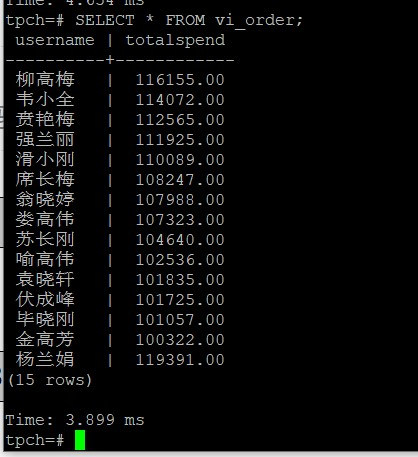 Time: 4.634 ms
tpch=# SELECT * FROM vi_order;
 username | totalspend
----------+------------
 柳高梅   |  116155.00
 韦小全   |  114072.00
 贲艳梅   |  112565.00
 强兰丽   |  111925.00
 滑小刚   |  110089.00
 席长梅   |  108247.00
 翁晓婷   |  107988.00
 娄高伟   |  107323.00
 苏长刚   |  104640.00
 喻高伟   |  102536.00
 袁晓轩   |  101835.00
 伏成峰   |  101725.00
 毕晓刚   |  101057.00
 金高芳   |  100322.00
 杨兰娟   |  119391.00
(15 rows)
Time: 3.899 ms
tpch=#